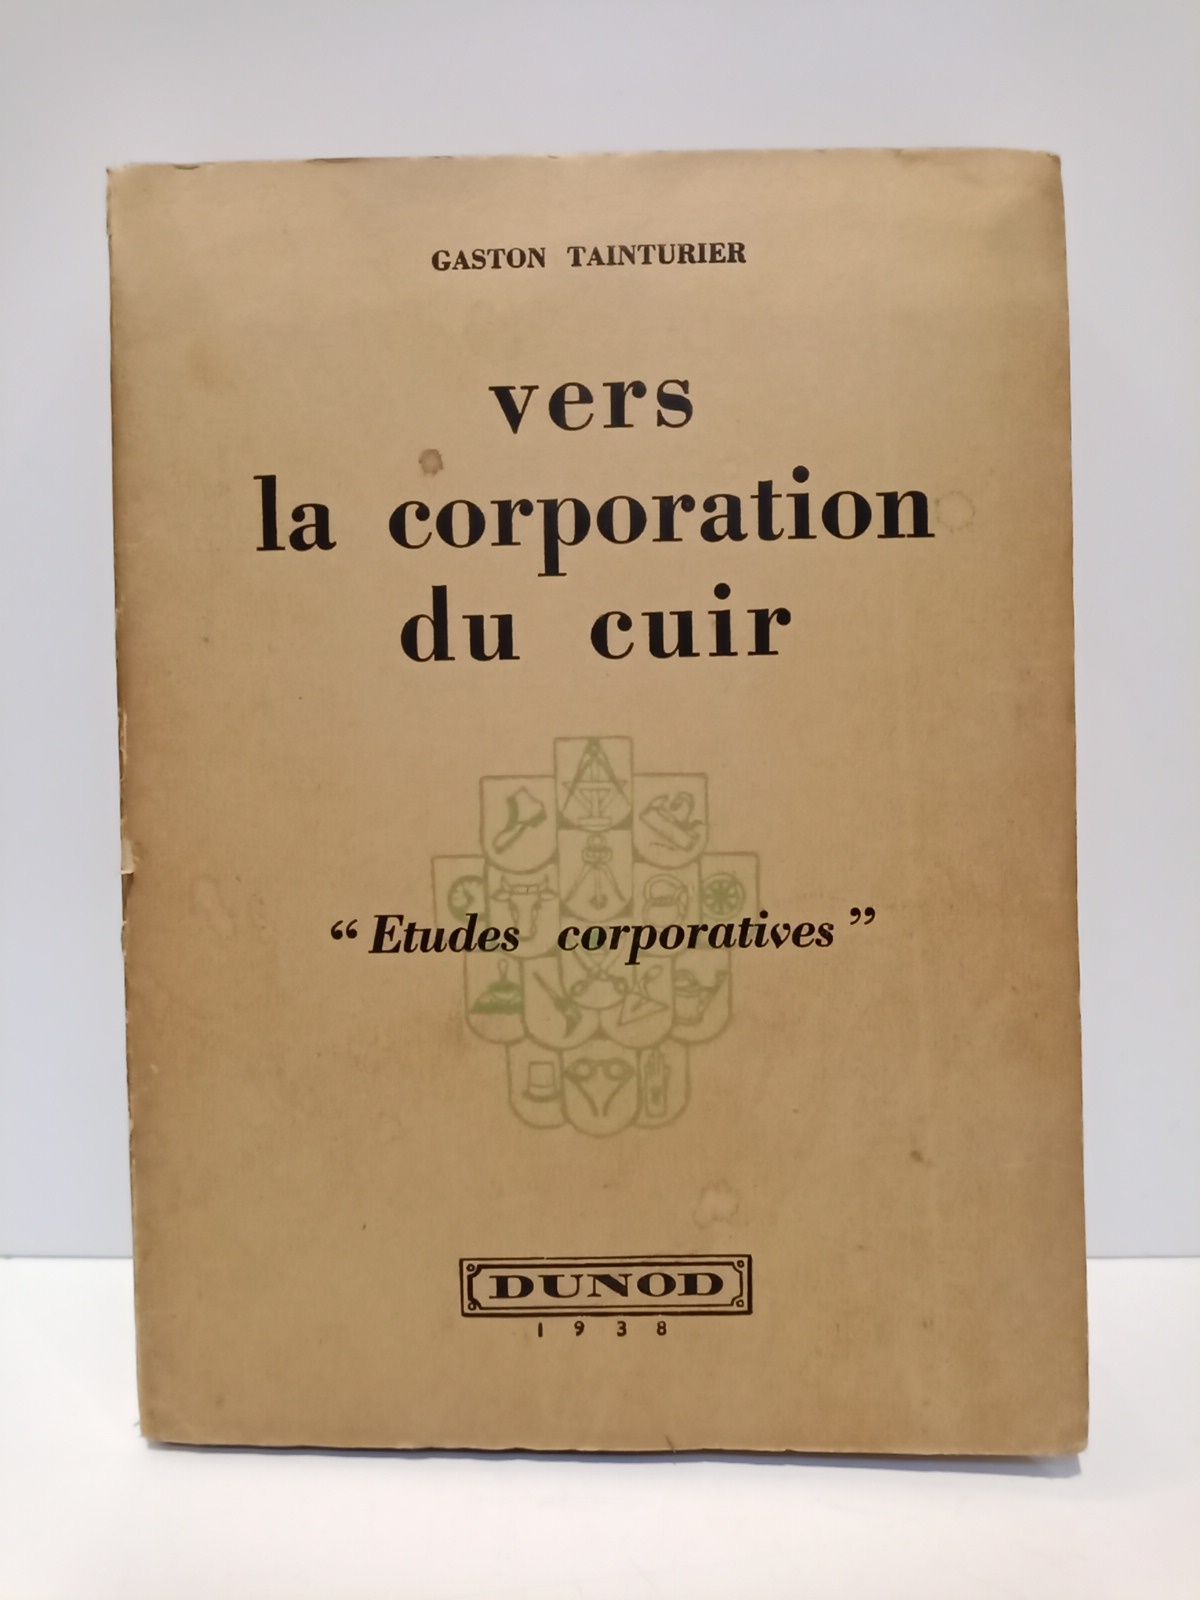 GASTON TAINTURIER
vers
la corporation
du cuir
“Etudes corporatives”
DUNOD
1938